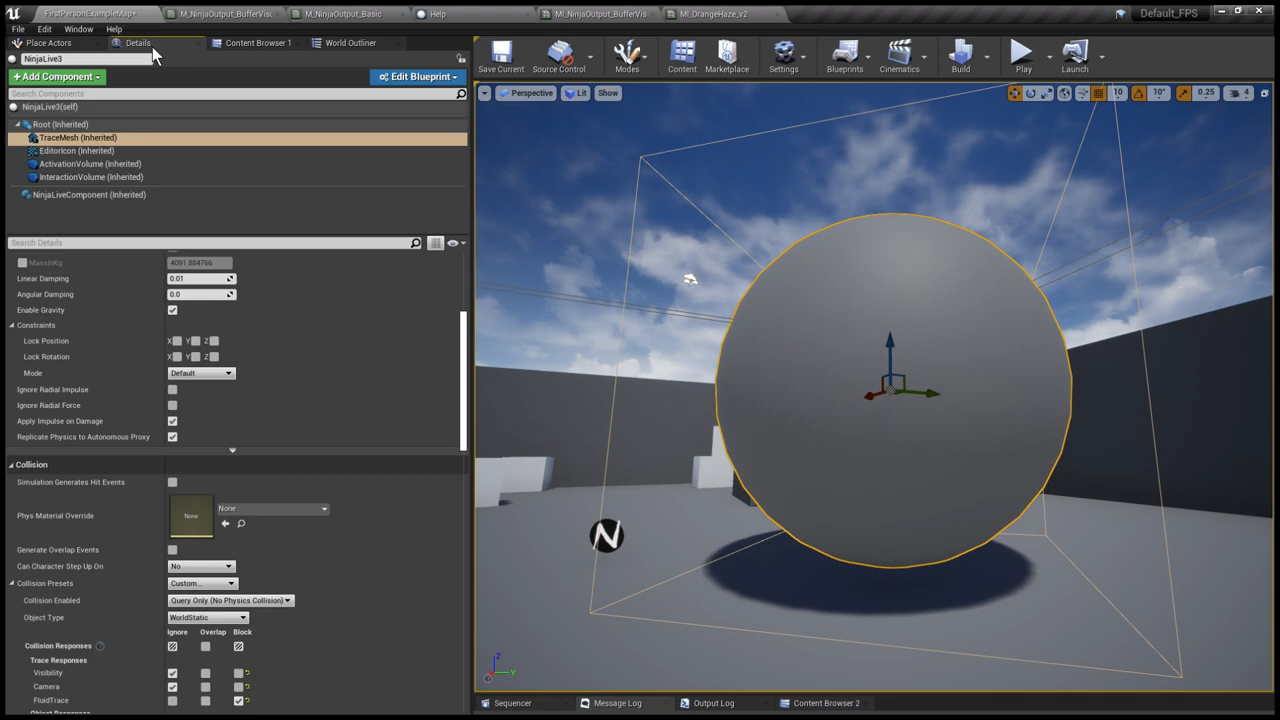 FirstPersonExampleMap•
M_NinjaOutput_BufferVisu
M_NinjaOutput_Basic
Help
MI_NinjaOutput_BufferVis
MI_OrangeHaze_v2
Default_FPS
File
Edit
Window
Help
Place Actors
Details
Content Browser 1
World Outliner
NinjaLive3
+ Add Component
Edit Blueprint
Search Components
NinjaLive3(self)
Root (Inherited)
TraceMesh (Inherited)
EditorIcon (Inherited)
ActivationVolume (Inherited)
InteractionVolume (Inherited)
NinjaLiveComponent (Inherited)
Search Details
MassInKg
4091.884766
Linear Damping
0.01
Angular Damping
0.0
Enable Gravity
Constraints
Lock Position
X Y Z
Lock Rotation
X Y Z
Mode
Default
Ignore Radial Impulse
Ignore Radial Force
Apply Impulse on Damage
Replicate Physics to Autonomous Proxy
Collision
Simulation Generates Hit Events
Phys Material Override
None
None
Generate Overlap Events
Can Character Step Up On
No
Collision Presets
Custom...
Collision Enabled
Query Only (No Physics Collision)
Object Type
WorldStatic
Ignore Overlap Block
Collision Responses
Trace Responses
Visibility
Camera
FluidTrace
Save Current
Source Control
Modes
Content
Marketplace
Settings
Blueprints
Cinematics
Build
Play
Launch
Perspective
Lit
Show
10
10°
0.25
4
N
Z
Y
Sequencer
Message Log
Output Log
Content Browser 2